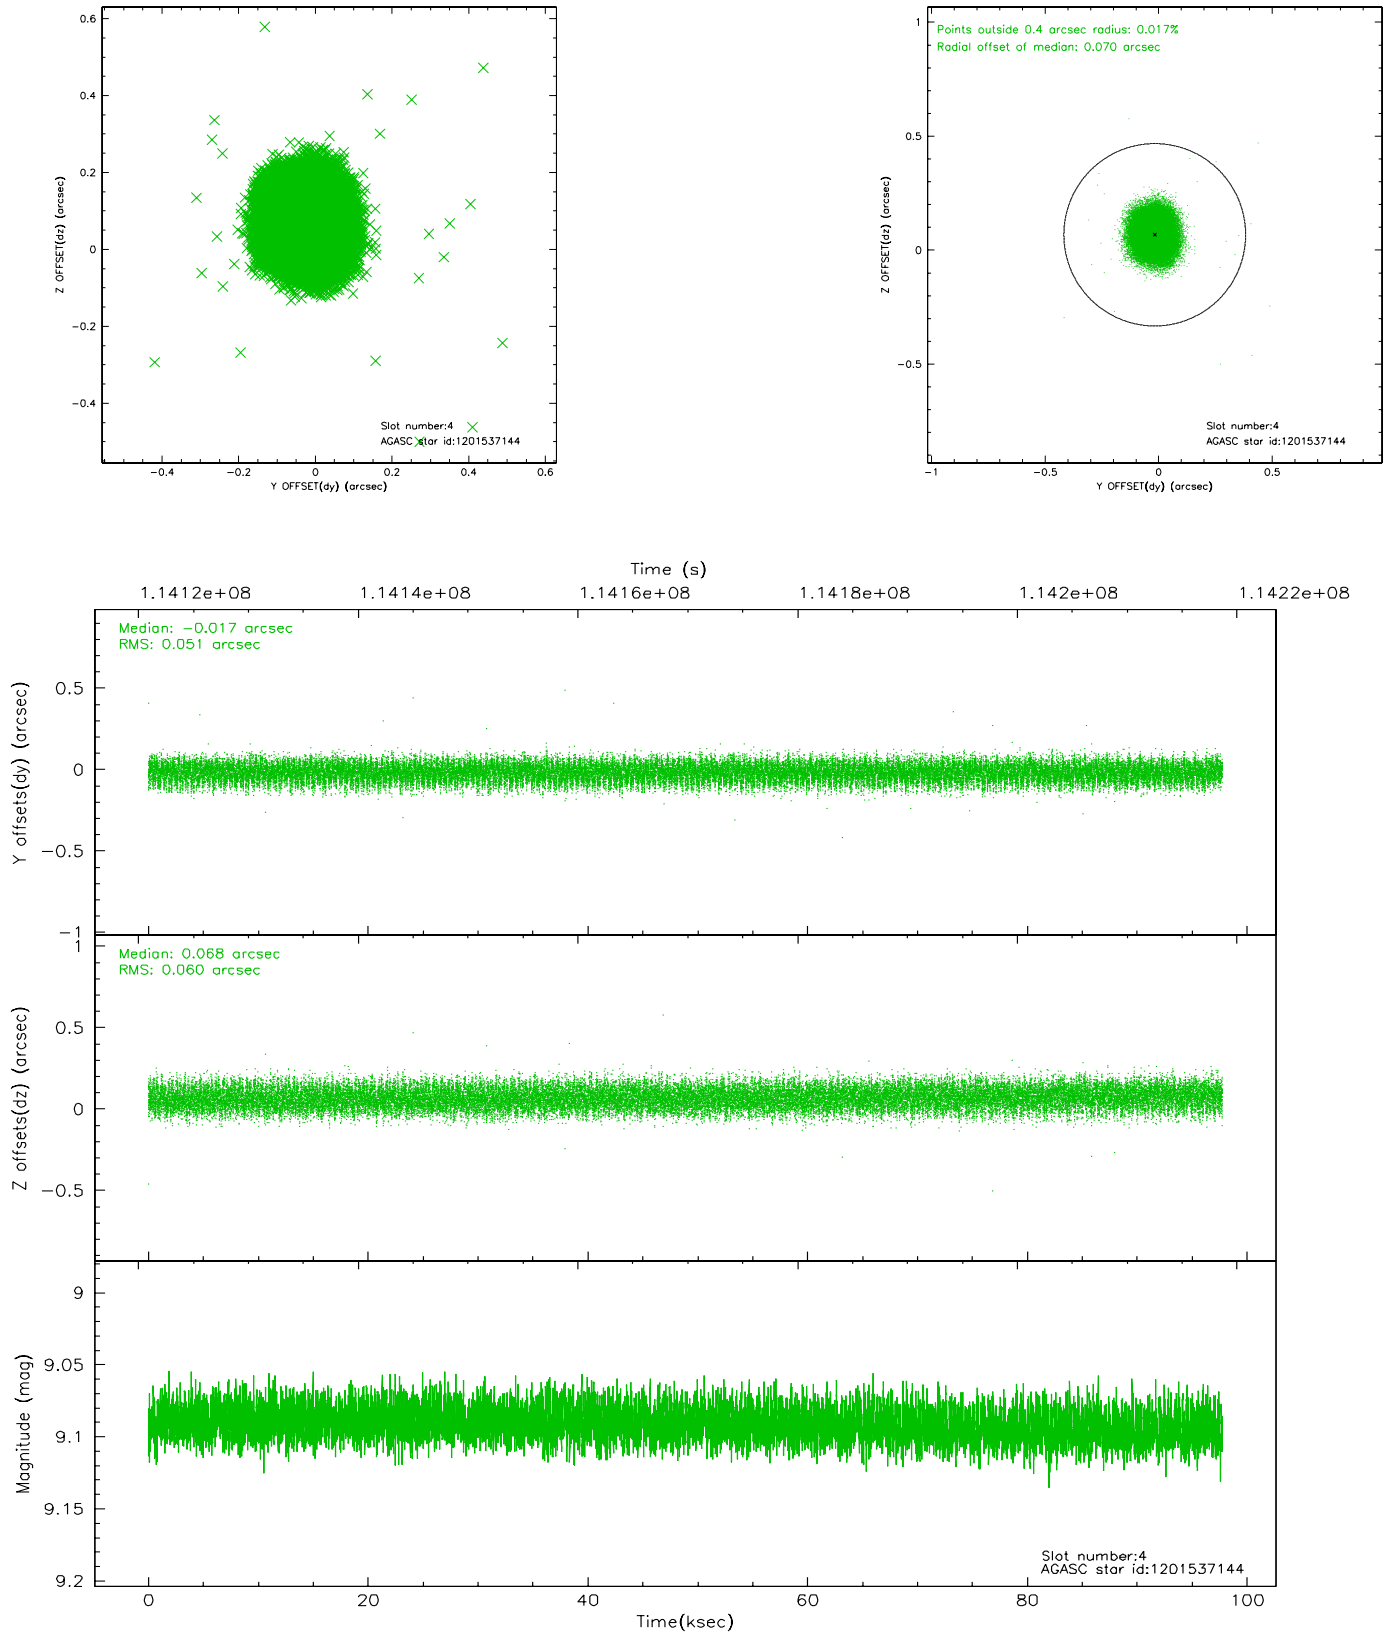 0.6
0.4
0.2
0
−0.2
−0.4
Z OFFSET(dz) (arcsec)
Slot number:4
AGASC star id:1201537144
−0.4 −0.2 0 0.2 0.4 0.6
Y OFFSET(dy) (arcsec)
Points outside 0.4 arcsec radius: 0.017%
Radial offset of median: 0.070 arcsec
1
0.5
0
−0.5
Z OFFSET(dz) (arcsec)
Slot number:4
AGASC star id:1201537144
−1 −0.5 0 0.5
Y OFFSET(dy) (arcsec)
Time (s)
1.1412e+08 1.1414e+08 1.1416e+08 1.1418e+08 1.142e+08 1.1422e+08
Median: −0.017 arcsec
RMS: 0.051 arcsec
0.5
0
−0.5
−1
Y offsets(dy) (arcsec)
Median: 0.068 arcsec
RMS: 0.060 arcsec
1
0.5
0
−0.5
Z offsets(dz) (arcsec)
9
9.05
9.1
9.15
9.2
Magnitude (mag)
Slot number:4
AGASC star id:1201537144
0 20 40 60 80 100
Time(ksec)